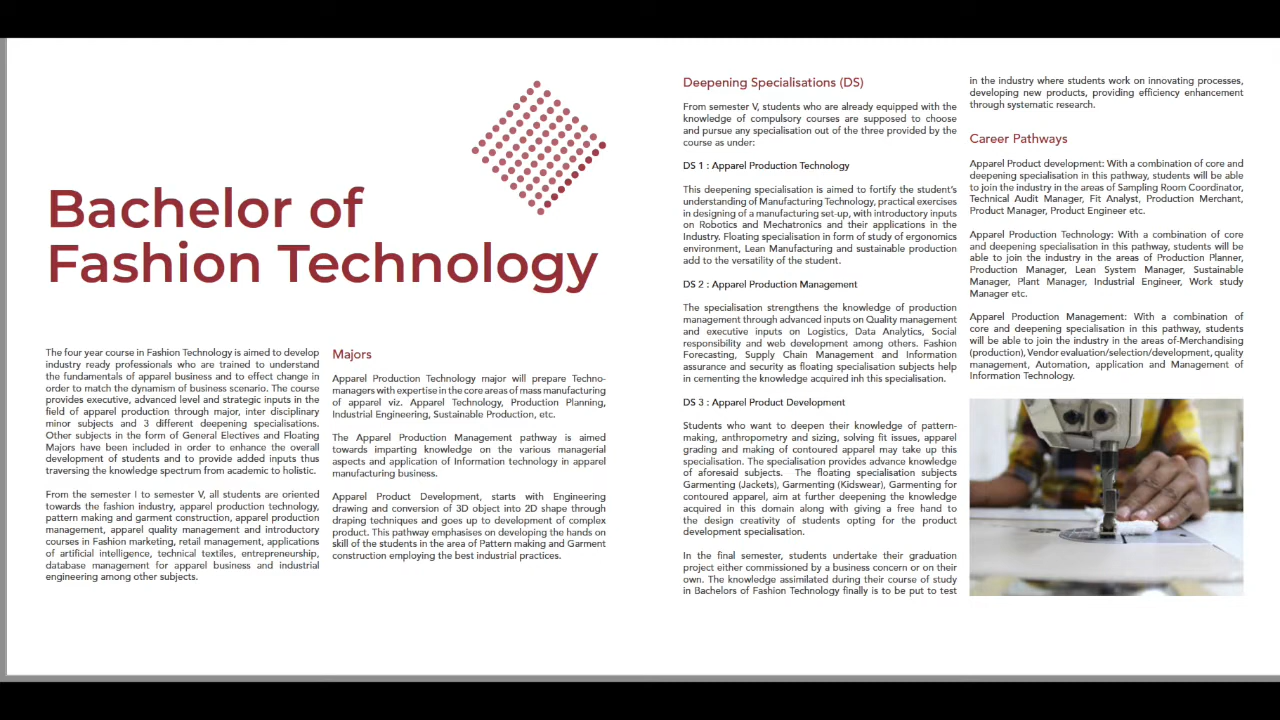 Bachelor of
Fashion Technology
The four year course in Fashion Technology is aimed to develop
industry ready professionals who are trained to understand
the fundamentals of apparel business and to effect change in
order to match the dynamism of business scenario. The course
provides executive, advanced level and strategic inputs in the
field of apparel production through major, inter disciplinary
minor subjects and 3 different deepening specialisations.
Other subjects in the form of General Electives and Floating
Majors have been included in order to enhance the overall
development of students and to provide added inputs thus
traversing the knowledge spectrum from academic to holistic.
From the semester I to semester V, all students are oriented
towards the fashion industry, apparel production technology,
pattern making and garment construction, apparel production
management, apparel quality management and introductory
courses in Fashion marketing, retail management, applications
of artificial intelligence, technical textiles, entrepreneurship,
database management for apparel business and industrial
engineering among other subjects.
Majors
Apparel Production Technology major will prepare Techno-
managers with expertise in the core areas of mass manufacturing
of apparel viz. Apparel Technology, Production Planning,
Industrial Engineering, Sustainable Production, etc.
The Apparel Production Management pathway is aimed
towards imparting knowledge on the various managerial
aspects and application of Information technology in apparel
manufacturing business.
Apparel Product Development, starts with Engineering
drawing and conversion of 3D object into 2D shape through
draping techniques and goes up to development of complex
product. This pathway emphasises on developing the hands on
skill of the students in the area of Pattern making and Garment
construction employing the best industrial practices.
Deepening Specialisations (DS)
From semester V, students who are already equipped with the
knowledge of compulsory courses are supposed to choose
and pursue any specialisation out of the three provided by the
course as under:
DS 1 : Apparel Production Technology
This deepening specialisation is aimed to fortify the student's
understanding of Manufacturing Technology, practical exercises
in designing of a manufacturing set-up, with introductory inputs
on Robotics and Mechatronics and their applications in the
Industry. Floating specialisation in form of study of ergonomics
environment, Lean Manufacturing and sustainable production
add to the versatility of the student.
DS 2 : Apparel Production Management
The specialisation strengthens the knowledge of production
management through advanced inputs on Quality management
and executive inputs on Logistics, Data Analytics, Social
responsibility and web development among others. Fashion
Forecasting, Supply Chain Management and Information
assurance and security as floating specialisation subjects help
in cementing the knowledge acquired inh this specialisation.
DS 3 : Apparel Product Development
Students who want to deepen their knowledge of pattern-
making, anthropometry and sizing, solving fit issues, apparel
grading and making of contoured apparel may take up this
specialisation. The specialisation provides advance knowledge
of aforesaid subjects. The floating specialisation subjects
Garmenting (Jackets), Garmenting (Kidswear), Garmenting for
contoured apparel, aim at further deepening the knowledge
acquired in this domain along with giving a free hand to
the design creativity of students opting for the product
development specialisation.
In the final semester, students undertake their graduation
project either commissioned by a business concern or on their
own. The knowledge assimilated during their course of study
in Bachelors of Fashion Technology finally is to be put to test
in the industry where students work on innovating processes,
developing new products, providing efficiency enhancement
through systematic research.
Career Pathways
Apparel Product development: With a combination of core and
deepening specialisation in this pathway, students will be able
to join the industry in the areas of Sampling Room Coordinator,
Technical Audit Manager, Fit Analyst, Production Merchant,
Product Manager, Product Engineer etc.
Apparel Production Technology: With a combination of core
and deepening specialisation in this pathway, students will be
able to join the industry in the areas of Production Planner,
Production Manager, Lean System Manager, Sustainable
Manager, Plant Manager, Industrial Engineer, Work study
Manager etc.
Apparel Production Management: With a combination of
core and deepening specialisation in this pathway, students
will be able to join the industry in the areas of-Merchandising
(production), Vendor evaluation/selection/development, quality
management, Automation, application and Management of
Information Technology.